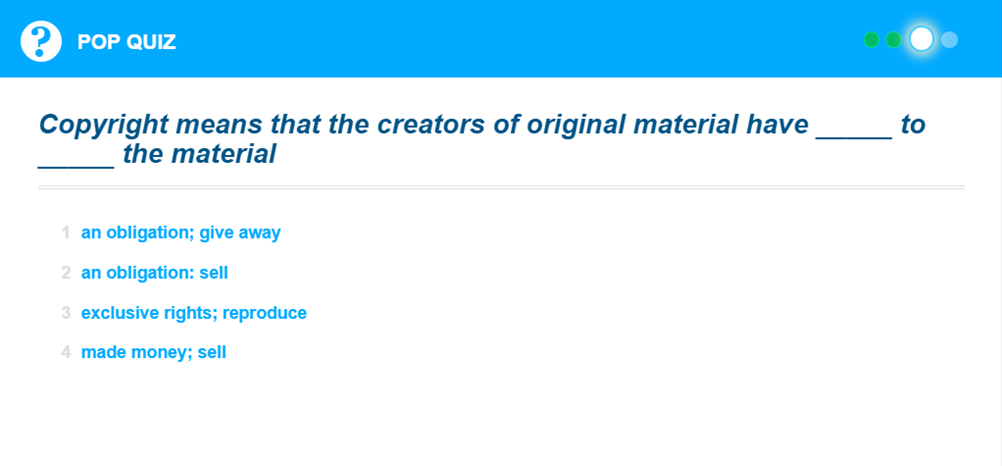 ?
POP QUIZ
Copyright means that the creators of original material have _____ to
_____ the material
1 an obligation; give away
2 an obligation: sell
3 exclusive rights; reproduce
4 made money; sell